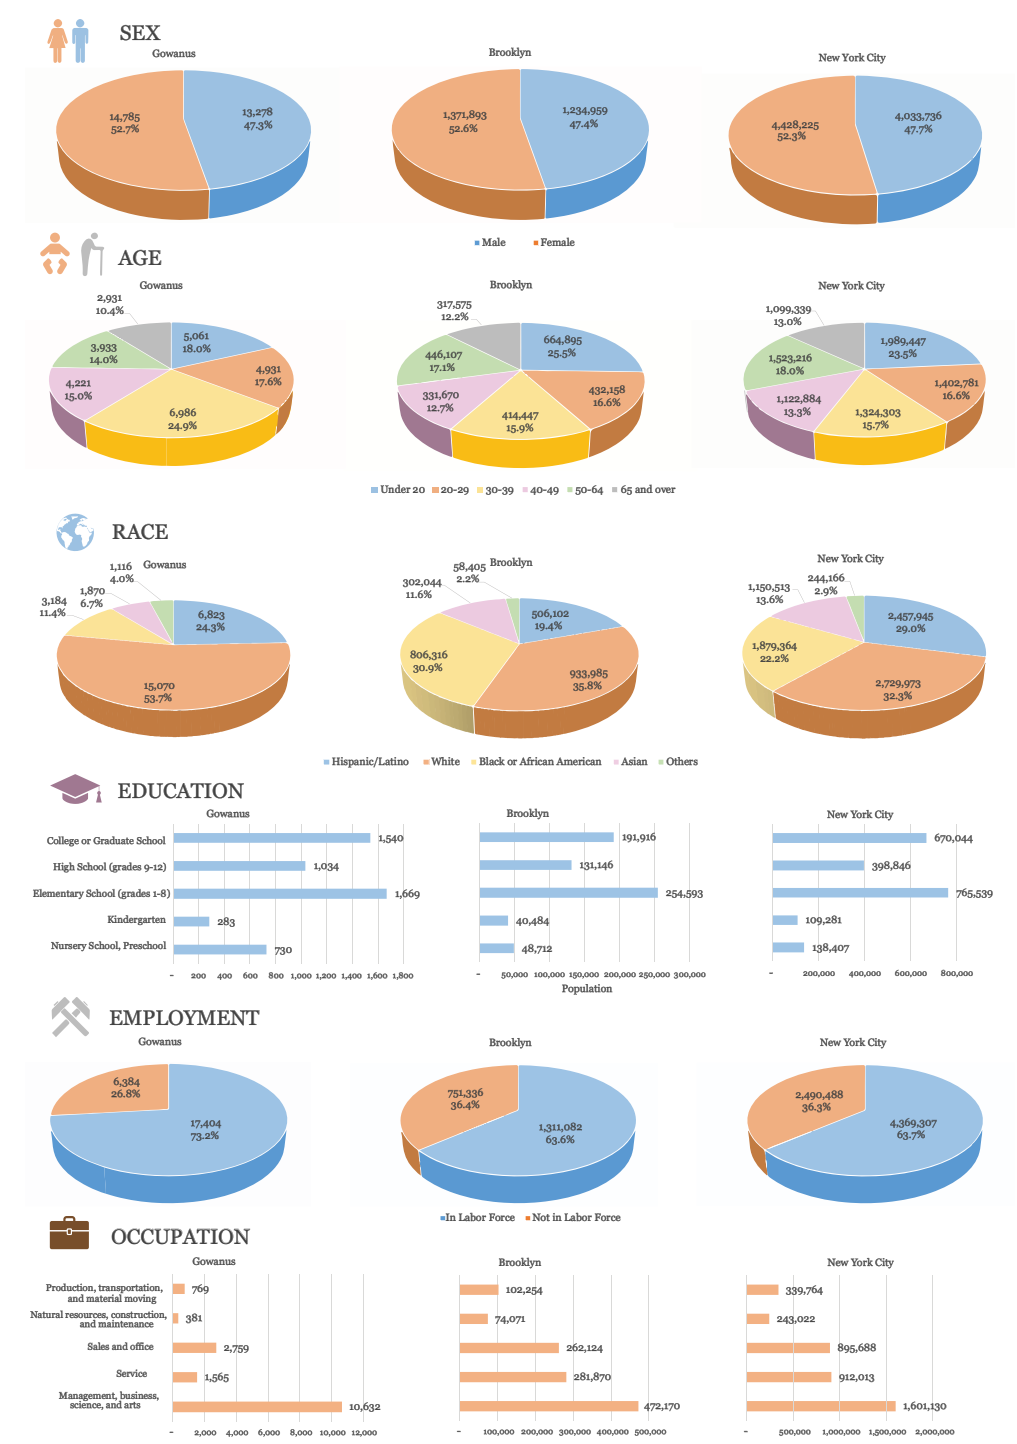 SEX
Gowanus
Brooklyn
New York City
14,785
52.7%
13,278
47.3%
1,371,893
52.6%
1,234,959
47.4%
4,428,225
52.3%
4,033,736
47.7%
Male Female
AGE
Gowanus
Brooklyn
New York City
2,931
10.4%
5,061
18.0%
3,933
14.0%
4,931
17.6%
4,221
15.0%
6,986
24.9%
317,575
12.2%
664,895
25.5%
446,107
17.1%
432,158
16.6%
331,670
12.7%
414,447
15.9%
1,099,339
13.0%
1,989,447
23.5%
1,523,216
18.0%
1,402,781
16.6%
1,122,884
13.3%
1,324,303
15.7%
Under 20 20-29 30-39 40-49 50-64 65 and over
RACE
Gowanus
Brooklyn
New York City
1,116
4.0%
1,870
6.7%
3,184
11.4%
6,823
24.3%
15,070
53.7%
58,405
2.2%
302,044
11.6%
506,102
19.4%
806,316
30.9%
933,985
35.8%
244,166
2.9%
1,150,513
13.6%
2,457,945
29.0%
1,879,364
22.2%
2,729,973
32.3%
Hispanic/Latino White Black or African American Asian Others
EDUCATION
Gowanus
Brooklyn
New York City
College or Graduate School 1,540 191,916 670,044
High School (grades 9-12) 1,034 131,146 398,846
Elementary School (grades 1-8) 1,669 254,593 765,539
Kindergarten 283 40,484 109,281
Nursery School, Preschool 730 48,712 138,407
- 200 400 600 800 1,000 1,200 1,400 1,600 1,800
- 50,000 100,000 150,000 200,000 250,000 300,000
- 200,000 400,000 600,000 800,000
Population
EMPLOYMENT
Gowanus
Brooklyn
New York City
6,384
26.8%
17,404
73.2%
751,336
36.4%
1,311,082
63.6%
2,490,488
36.3%
4,369,307
63.7%
In Labor Force Not in Labor Force
OCCUPATION
Gowanus
Brooklyn
New York City
Production, transportation,
and material moving
769 102,254 339,764
Natural resources, construction,
and maintenance
381 74,071 243,022
Sales and office 2,759 262,124 895,688
Service 1,565 281,870 912,013
Management, business,
science, and arts
10,632 472,170 1,601,130
- 2,000 4,000 6,000 8,000 10,000 12,000
- 100,000 200,000 300,000 400,000 500,000
- 500,000 1,000,000 1,500,000 2,000,000